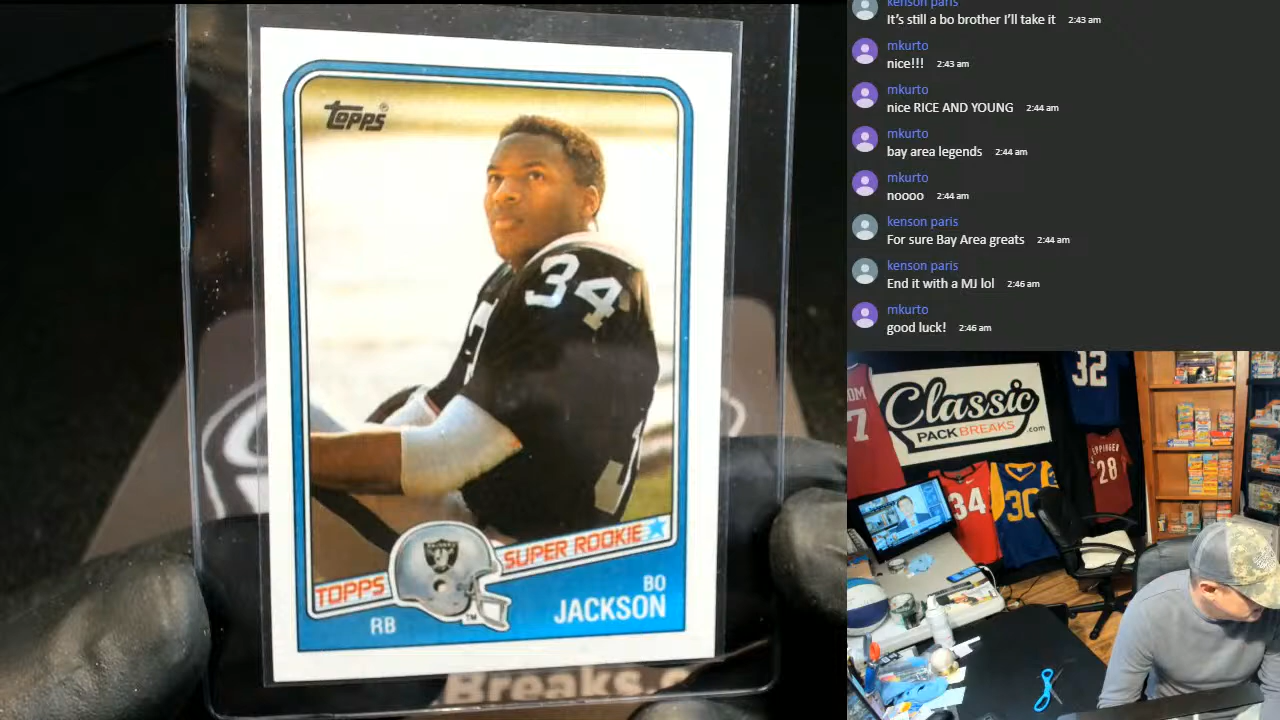 TOPPS
34
TOPPS
SUPER ROOKIE
RAIDERS
BO
JACKSON
RB
Breaks.c
kenson paris
It's still a bo brother I'll take it 2:43 am
mkurto
nice!!! 2:43 am
mkurto
nice RICE AND YOUNG 2:44 am
mkurto
bay area legends 2:44 am
mkurto
noooo 2:44 am
kenson paris
For sure Bay Area greats 2:44 am
kenson paris
End it with a MJ lol 2:46 am
mkurto
good luck! 2:46 am
32
7
Classic
PACK BREAKS.com
28
34
30